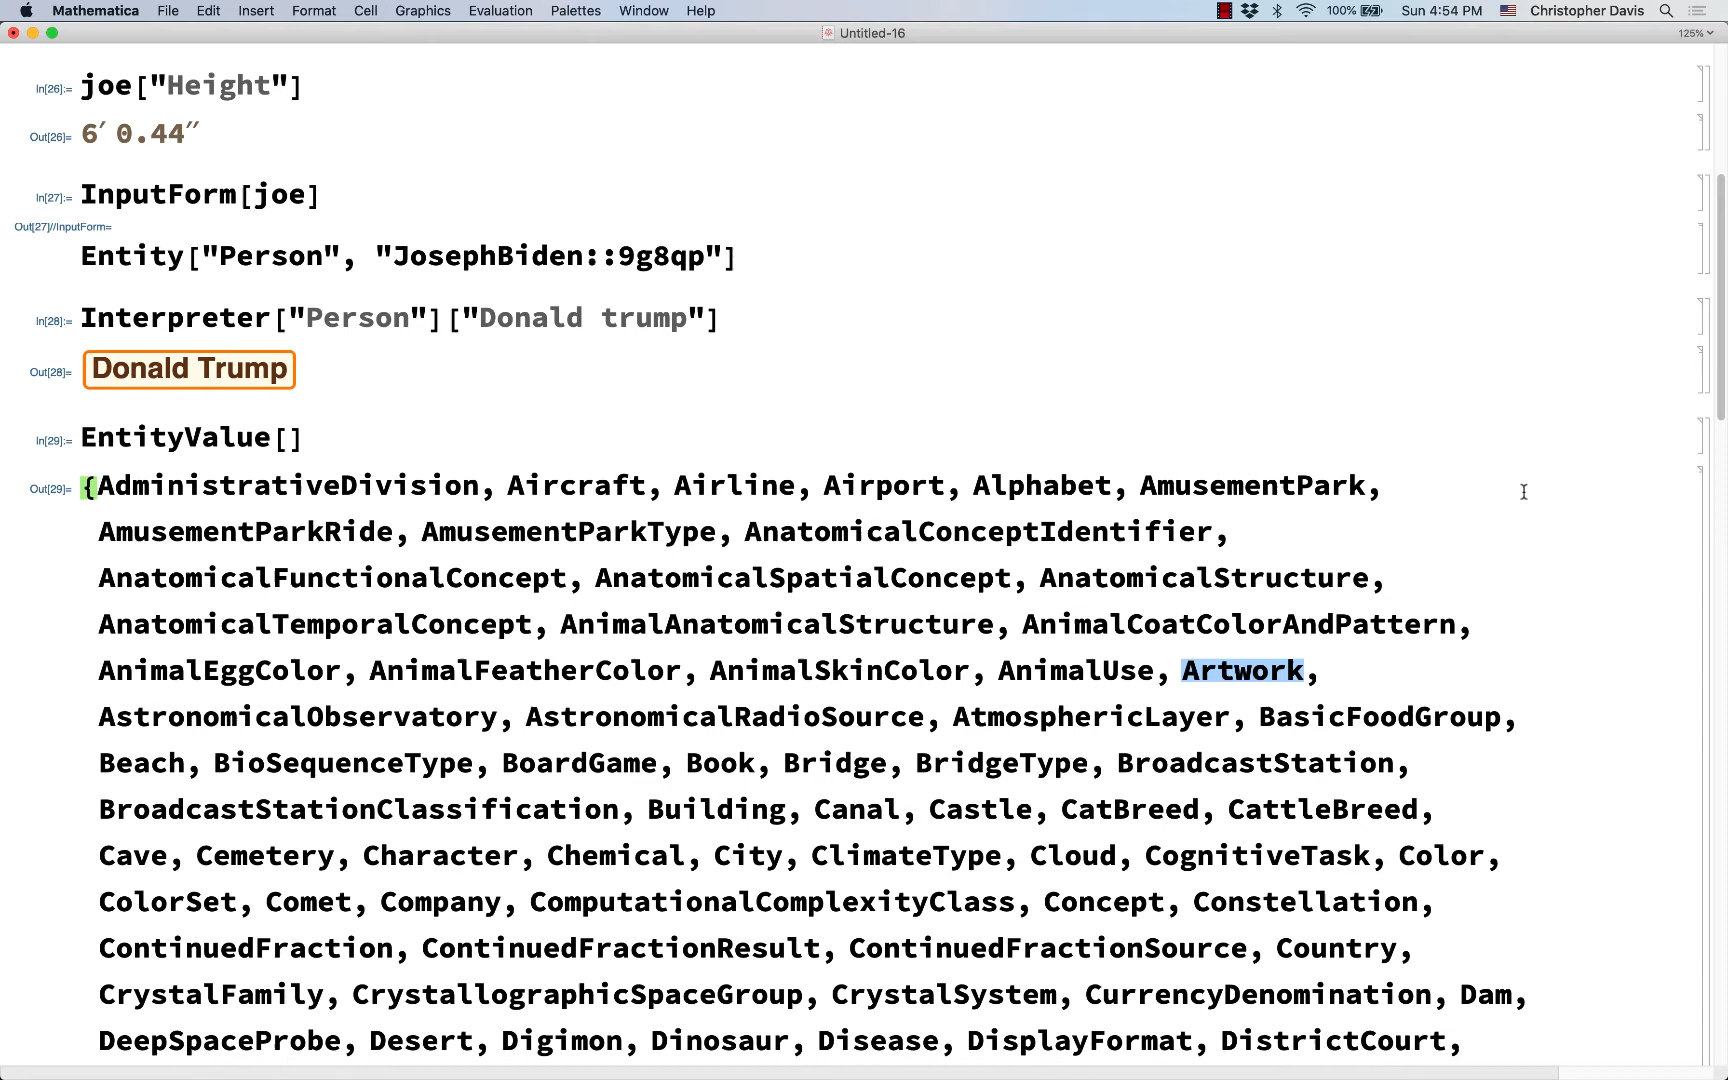 Mathematica File Edit Insert Format Cell Graphics Evaluation Palettes Window Help 100% Sun 4:54 PM Christopher Davis
Untitled-16 125%
In[26]:= joe["Height"]
Out[26]= 6′ 0.44″
In[27]:= InputForm[joe]
Out[27]//InputForm=
Entity["Person", "JosephBiden::9g8qp"]
In[28]:= Interpreter["Person"]["Donald trump"]
Out[28]= Donald Trump
In[29]:= EntityValue[]
Out[29]= {AdministrativeDivision, Aircraft, Airline, Airport, Alphabet, AmusementPark,
AmusementParkRide, AmusementParkType, AnatomicalConceptIdentifier,
AnatomicalFunctionalConcept, AnatomicalSpatialConcept, AnatomicalStructure,
AnatomicalTemporalConcept, AnimalAnatomicalStructure, AnimalCoatColorAndPattern,
AnimalEggColor, AnimalFeatherColor, AnimalSkinColor, AnimalUse, Artwork,
AstronomicalObservatory, AstronomicalRadioSource, AtmosphericLayer, BasicFoodGroup,
Beach, BioSequenceType, BoardGame, Book, Bridge, BridgeType, BroadcastStation,
BroadcastStationClassification, Building, Canal, Castle, CatBreed, CattleBreed,
Cave, Cemetery, Character, Chemical, City, ClimateType, Cloud, CognitiveTask, Color,
ColorSet, Comet, Company, ComputationalComplexityClass, Concept, Constellation,
ContinuedFraction, ContinuedFractionResult, ContinuedFractionSource, Country,
CrystalFamily, CrystallographicSpaceGroup, CrystalSystem, CurrencyDenomination, Dam,
DeepSpaceProbe, Desert, Digimon, Dinosaur, Disease, DisplayFormat, DistrictCourt,